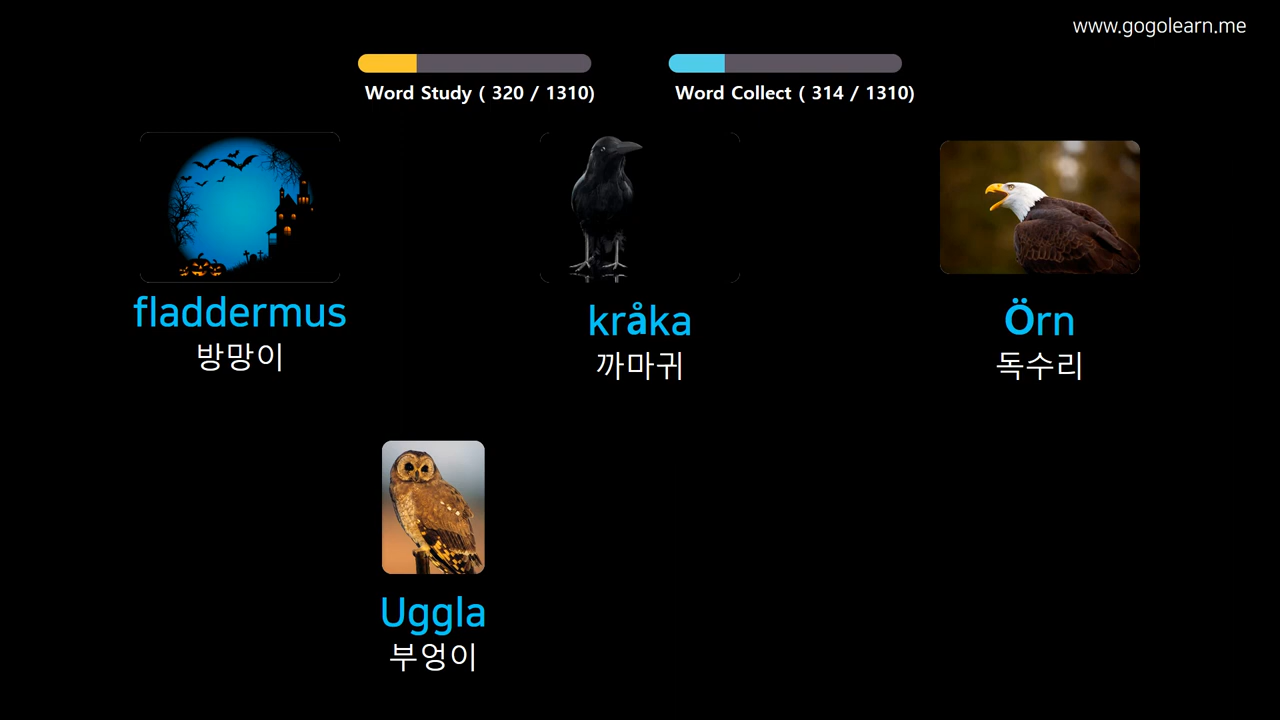 www.gogolearn.me
Word Study ( 320 / 1310)
Word Collect ( 314 / 1310)
fladdermus
방망이
kråka
까마귀
Örn
독수리
Uggla
부엉이